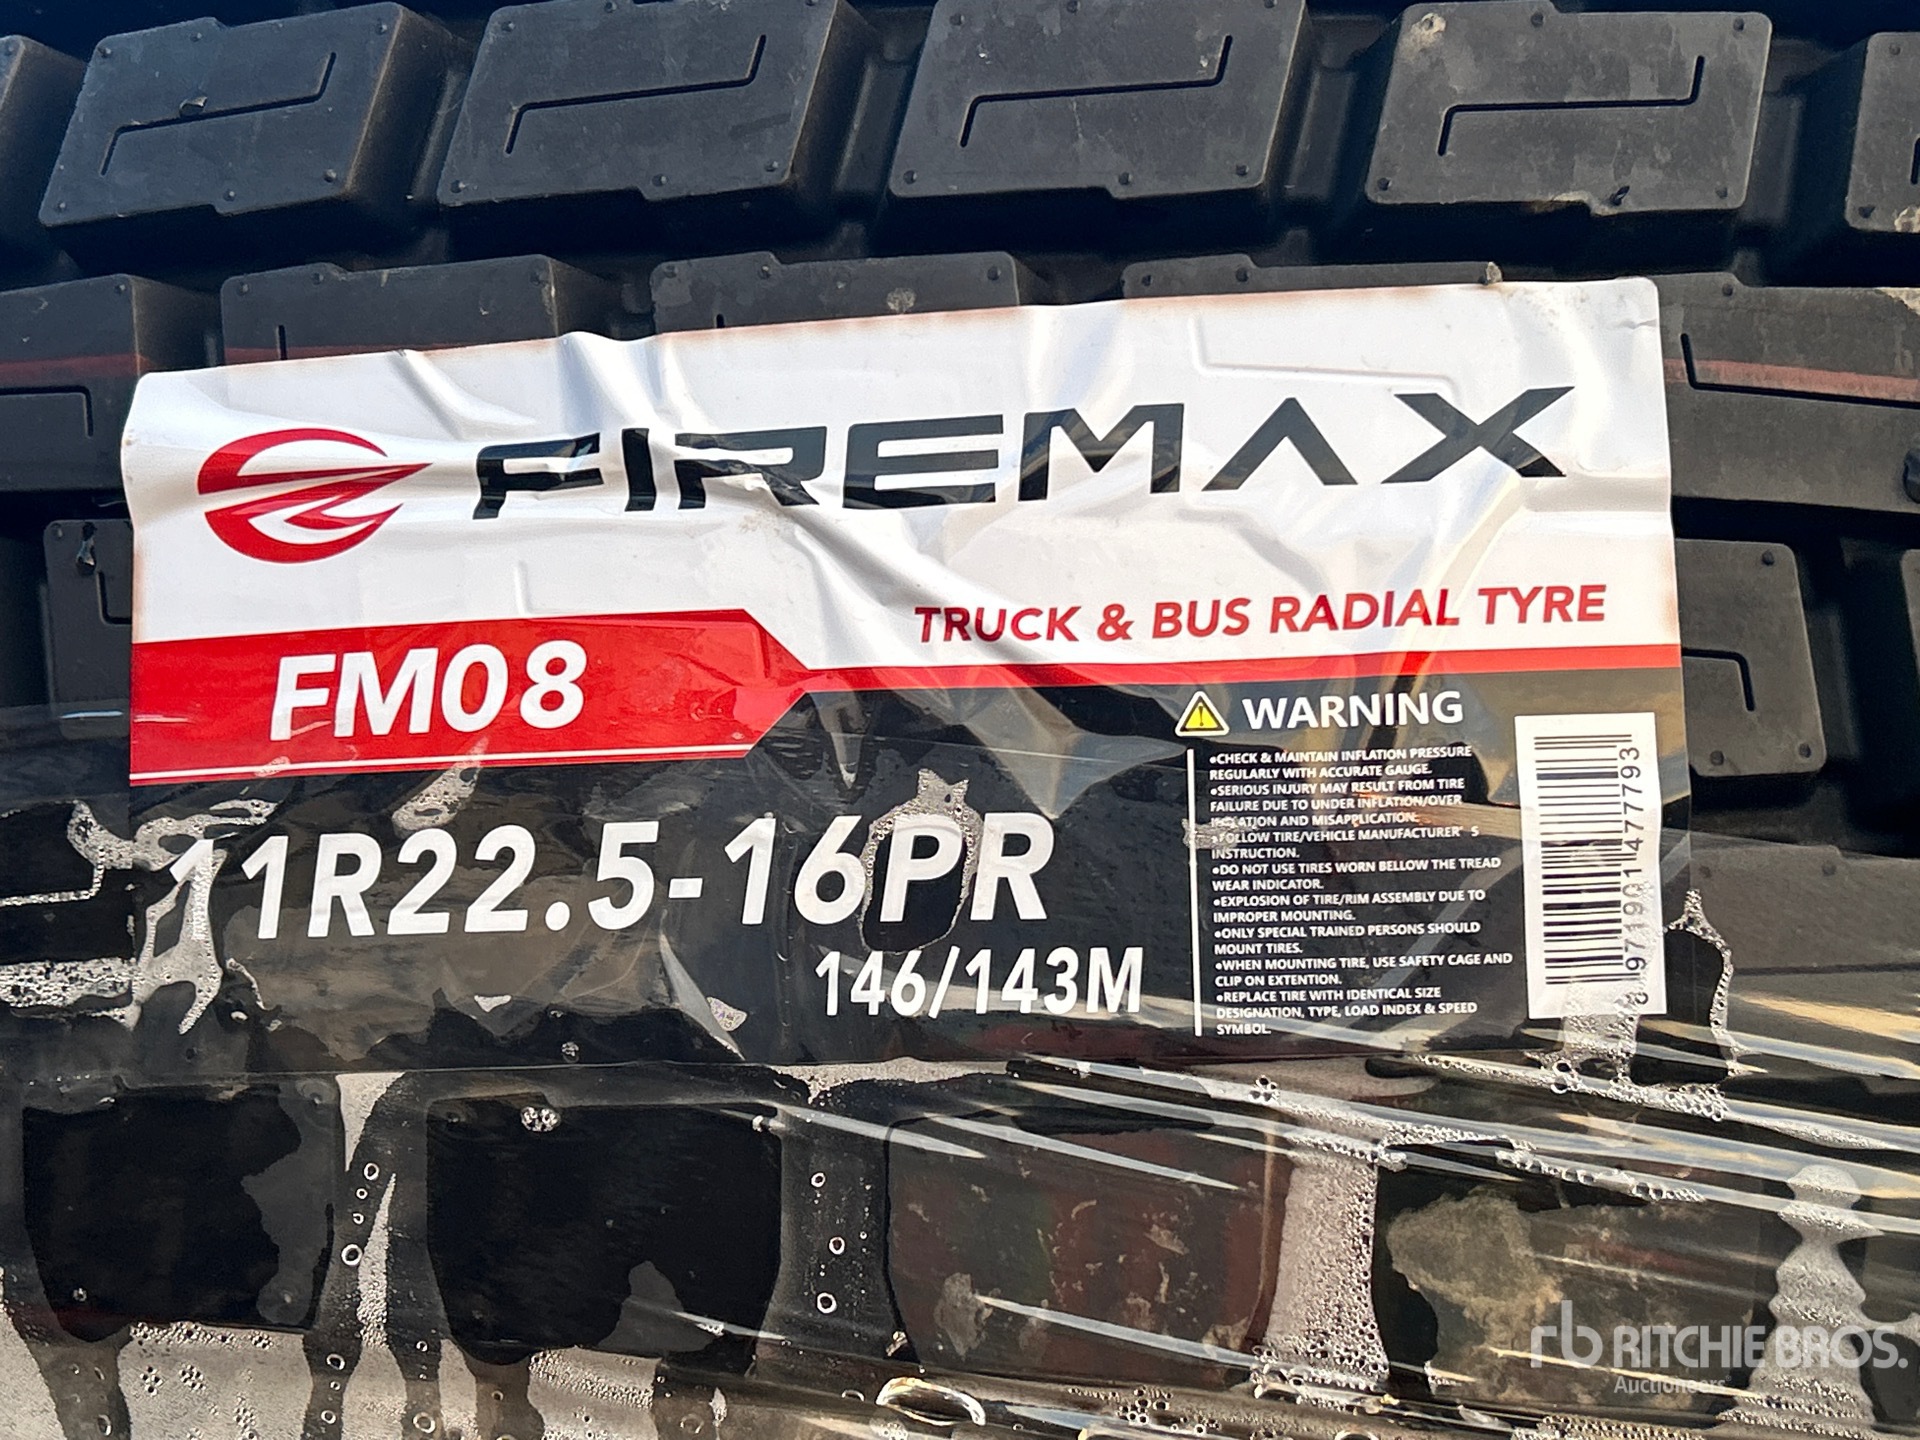 FIREMAX
TRUCK & BUS RADIAL TYRE
FM08
11R22.5-16PR
146/143M
WARNING
•CHECK & MAINTAIN INFLATION PRESSURE
REGULARLY WITH ACCURATE GAUGE.
•SERIOUS INJURY MAY RESULT FROM TIRE
FAILURE DUE TO UNDER INFLATION/OVER
INFLATION AND MISAPPLICATION.
•FOLLOW TIRE/VEHICLE MANUFACTURER' S
INSTRUCTION.
•DO NOT USE TIRES WORN BELLOW THE TREAD
WEAR INDICATOR.
•EXPLOSION OF TIRE/RIM ASSEMBLY DUE TO
IMPROPER MOUNTING.
•ONLY SPECIAL TRAINED PERSONS SHOULD
MOUNT TIRES.
•WHEN MOUNTING TIRE, USE SAFETY CAGE AND
CLIP ON EXTENTION.
•REPLACE TIRE WITH IDENTICAL SIZE
DESIGNATION, TYPE, LOAD INDEX & SPEED
SYMBOL.
6971901477793
rb RITCHIE BROS.
Auctioneers